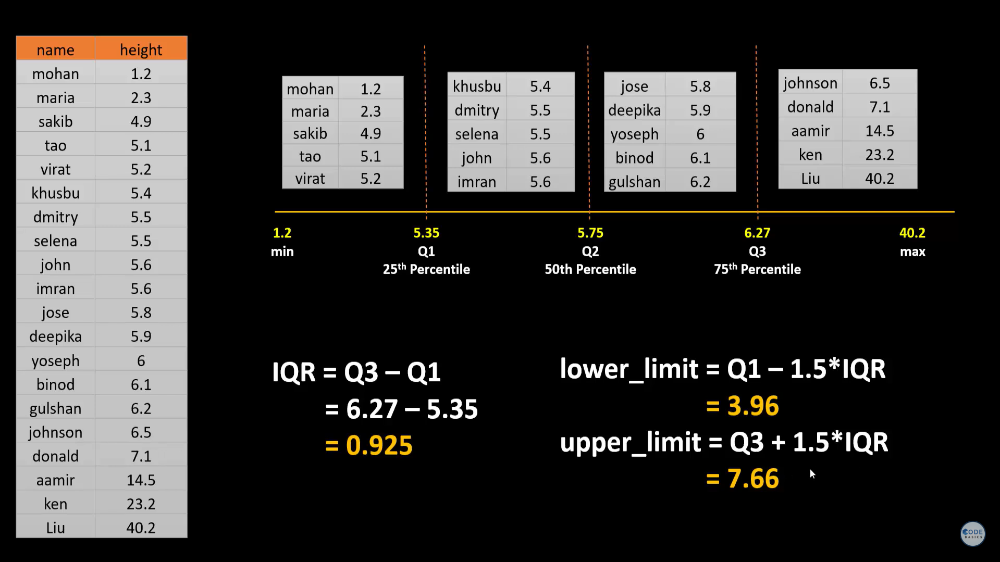 name height
mohan 1.2
maria 2.3
sakib 4.9
tao 5.1
virat 5.2
khusbu 5.4
dmitry 5.5
selena 5.5
john 5.6
imran 5.6
jose 5.8
deepika 5.9
yoseph 6
binod 6.1
gulshan 6.2
johnson 6.5
donald 7.1
aamir 14.5
ken 23.2
Liu 40.2
mohan 1.2
maria 2.3
sakib 4.9
tao 5.1
virat 5.2
khusbu 5.4
dmitry 5.5
selena 5.5
john 5.6
imran 5.6
jose 5.8
deepika 5.9
yoseph 6
binod 6.1
gulshan 6.2
johnson 6.5
donald 7.1
aamir 14.5
ken 23.2
Liu 40.2
1.2 5.35 5.75 6.27 40.2
min Q1 Q2 Q3 max
25th Percentile 50th Percentile 75th Percentile
IQR = Q3 – Q1
= 6.27 – 5.35
= 0.925
lower_limit = Q1 – 1.5*IQR
= 3.96
upper_limit = Q3 + 1.5*IQR
= 7.66
CODE
BASICS